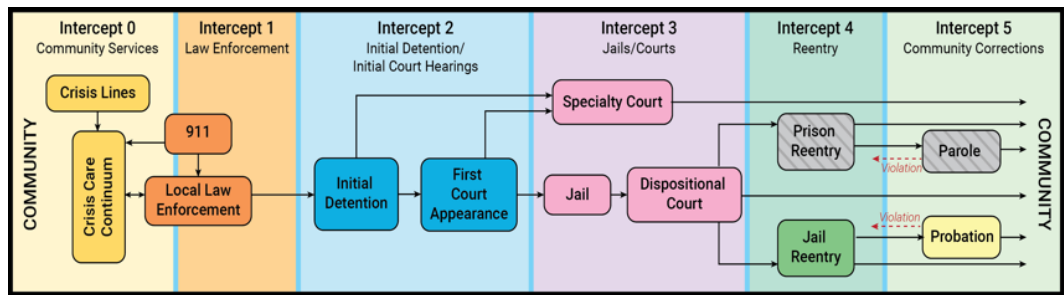 Intercept 0
Community Services
Intercept 1
Law Enforcement
Intercept 2
Initial Detention/
Initial Court Hearings
Intercept 3
Jails/Courts
Intercept 4
Reentry
Intercept 5
Community Corrections
COMMUNITY
Crisis Lines
Crisis Care
Continuum
911
Local Law
Enforcement
Initial
Detention
First
Court
Appearance
Specialty Court
Jail
Dispositional
Court
Prison
Reentry
Violation
Parole
Jail
Reentry
Violation
Probation
COMMUNITY